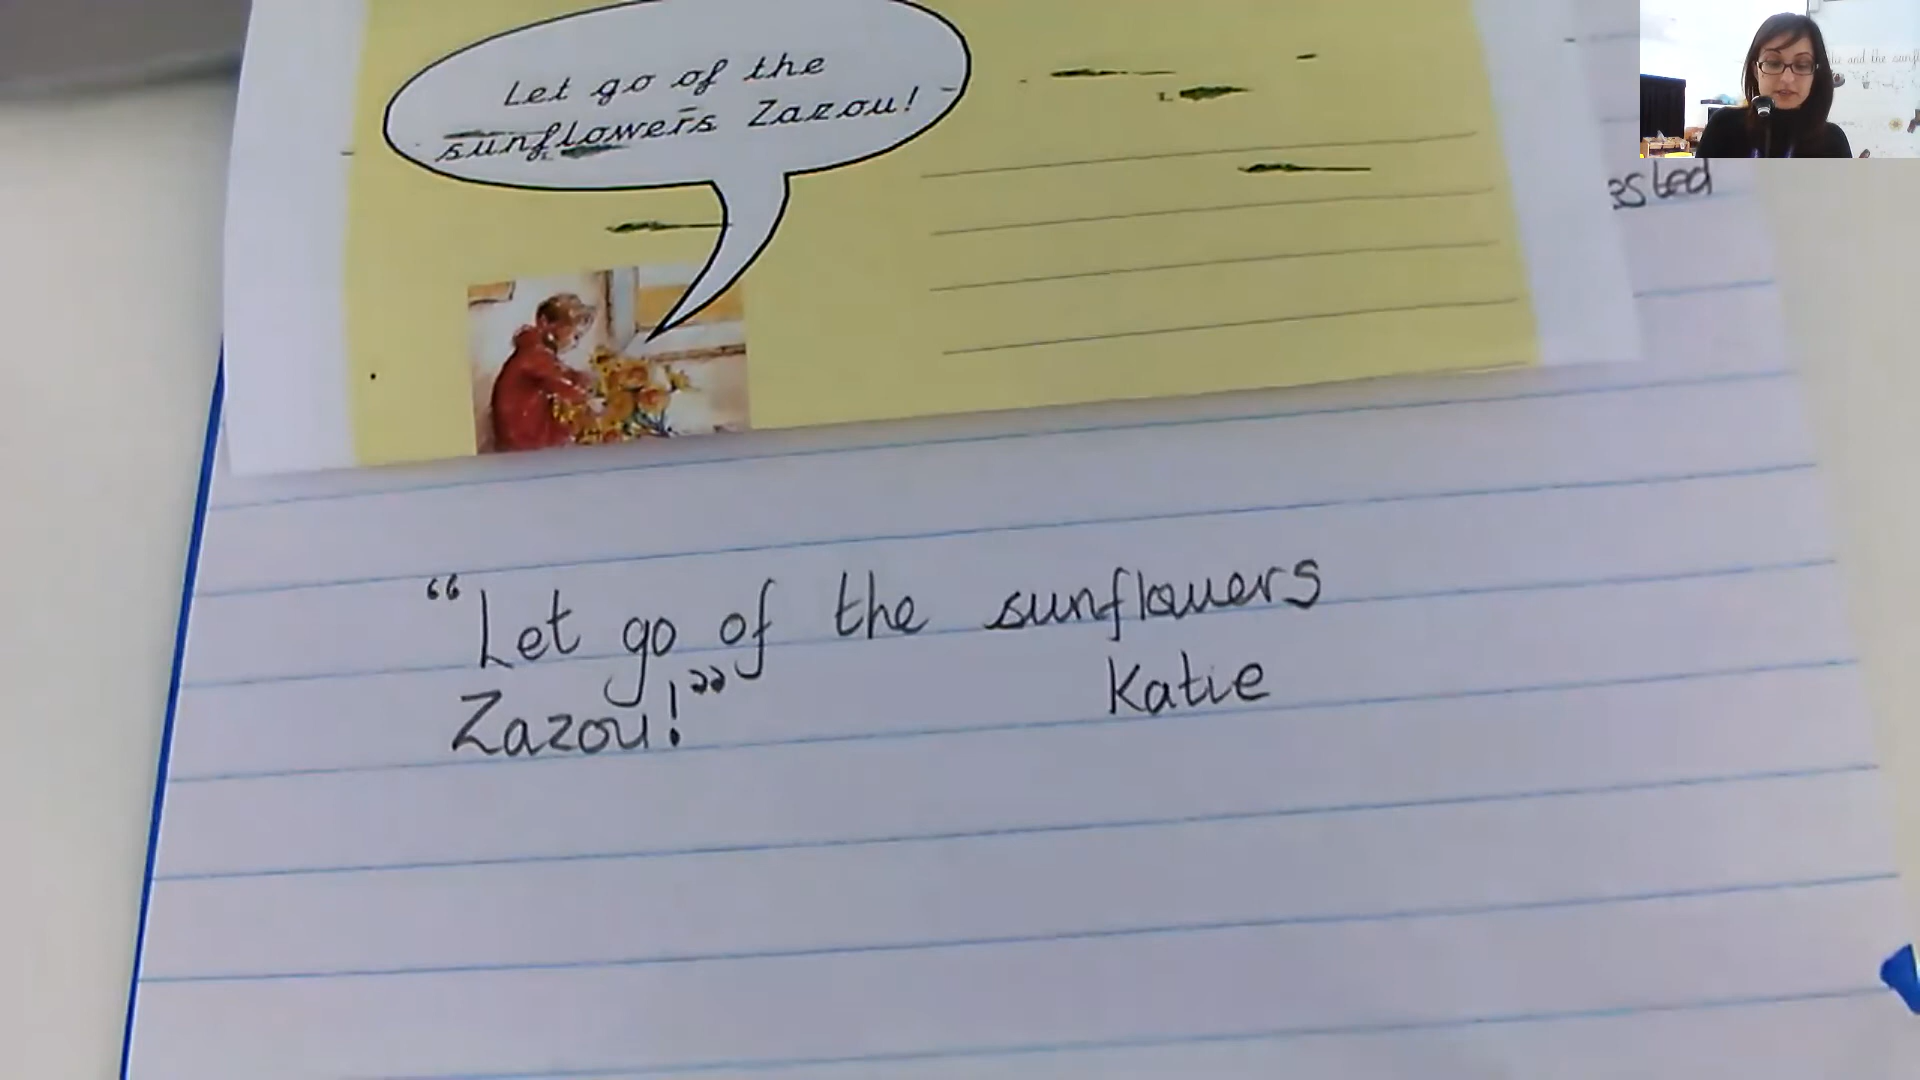 Let go of the
sunflowers Zazou!
“Let go of the sunflowers
Zazou!” Katie